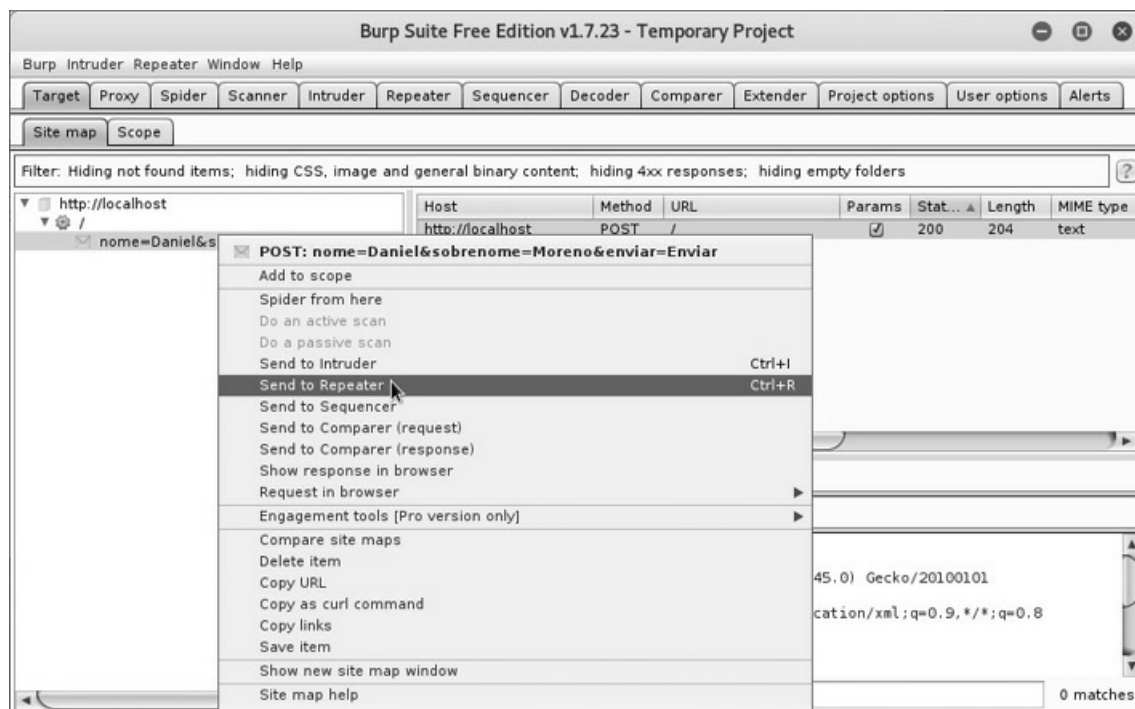 Burp Suite Free Edition v1.7.23 - Temporary Project
Burp Intruder Repeater Window Help
Target Proxy Spider Scanner Intruder Repeater Sequencer Decoder Comparer Extender Project options User options Alerts
Site map Scope
Filter: Hiding not found items; hiding CSS, image and general binary content; hiding 4xx responses; hiding empty folders ?
http://localhost
/
nome=Daniel&s
Host Method URL Params Stat... Length MIME type
http://localhost POST / 200 204 text
POST: nome=Daniel&sobrenome=Moreno&enviar=Enviar
Add to scope
Spider from here
Do an active scan
Do a passive scan
Send to Intruder Ctrl+I
Send to Repeater Ctrl+R
Send to Sequencer
Send to Comparer (request)
Send to Comparer (response)
Show response in browser
Request in browser
Engagement tools [Pro version only]
Compare site maps
Delete item
Copy URL
Copy as curl command
Copy links
Save item
Show new site map window
Site map help
45.0) Gecko/20100101
cation/xml;q=0.9,*/*;q=0.8
0 matches